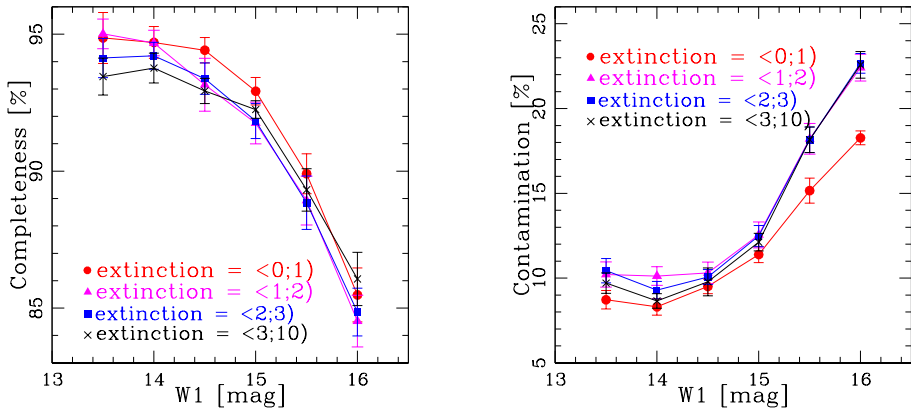 Completeness [%]
95
90
85
extinction = <0;1)
extinction = <1;2)
extinction = <2;3)
extinction = <3;10)
13 14 15 16
W1 [mag]
Contamination [%]
25
20
15
10
5
extinction = <0;1)
extinction = <1;2)
extinction = <2;3)
extinction = <3;10)
13 14 15 16
W1 [mag]